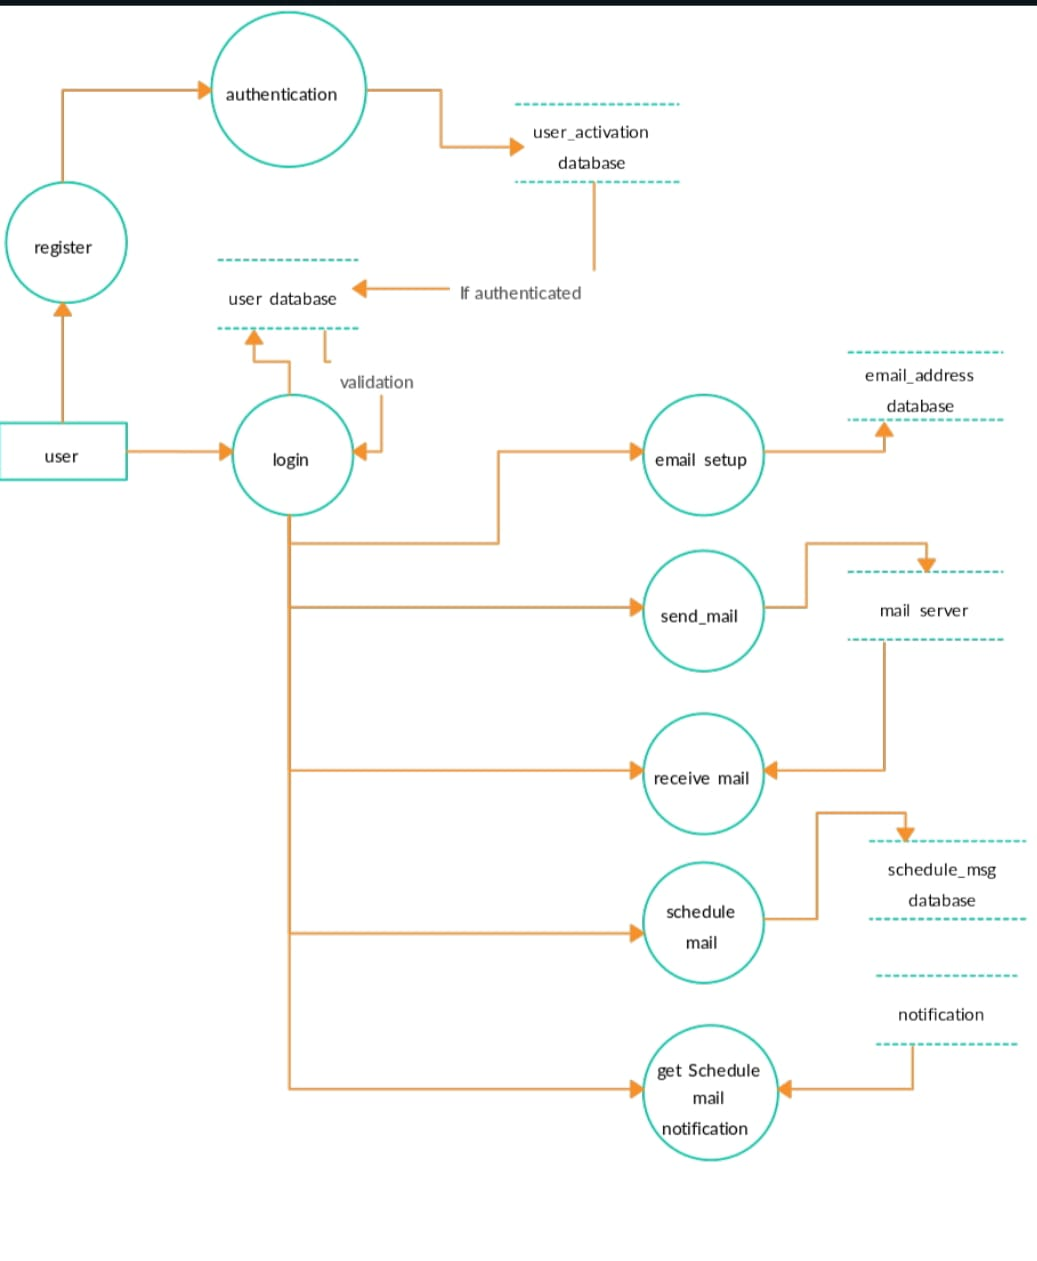 authentication
user_activation
database
register
user database
If authenticated
validation
email_address
database
user
login
email setup
send_mail
mail server
receive mail
schedule_msg
database
schedule
mail
notification
get Schedule
mail
notification